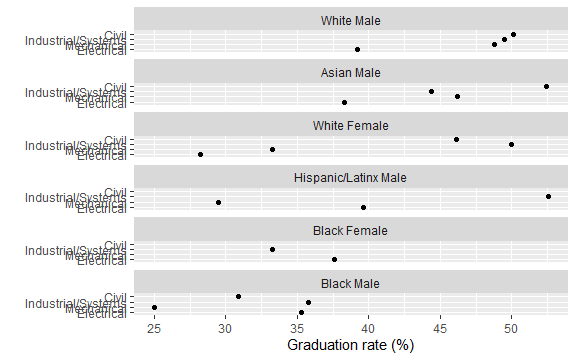 White Male
Civil
Industrial/Systems
Mechanical
Electrical
Asian Male
Civil
Industrial/Systems
Mechanical
Electrical
White Female
Civil
Industrial/Systems
Mechanical
Electrical
Hispanic/Latinx Male
Civil
Industrial/Systems
Mechanical
Electrical
Black Female
Civil
Industrial/Systems
Mechanical
Electrical
Black Male
Civil
Industrial/Systems
Mechanical
Electrical
25 30 35 40 45 50
Graduation rate (%)